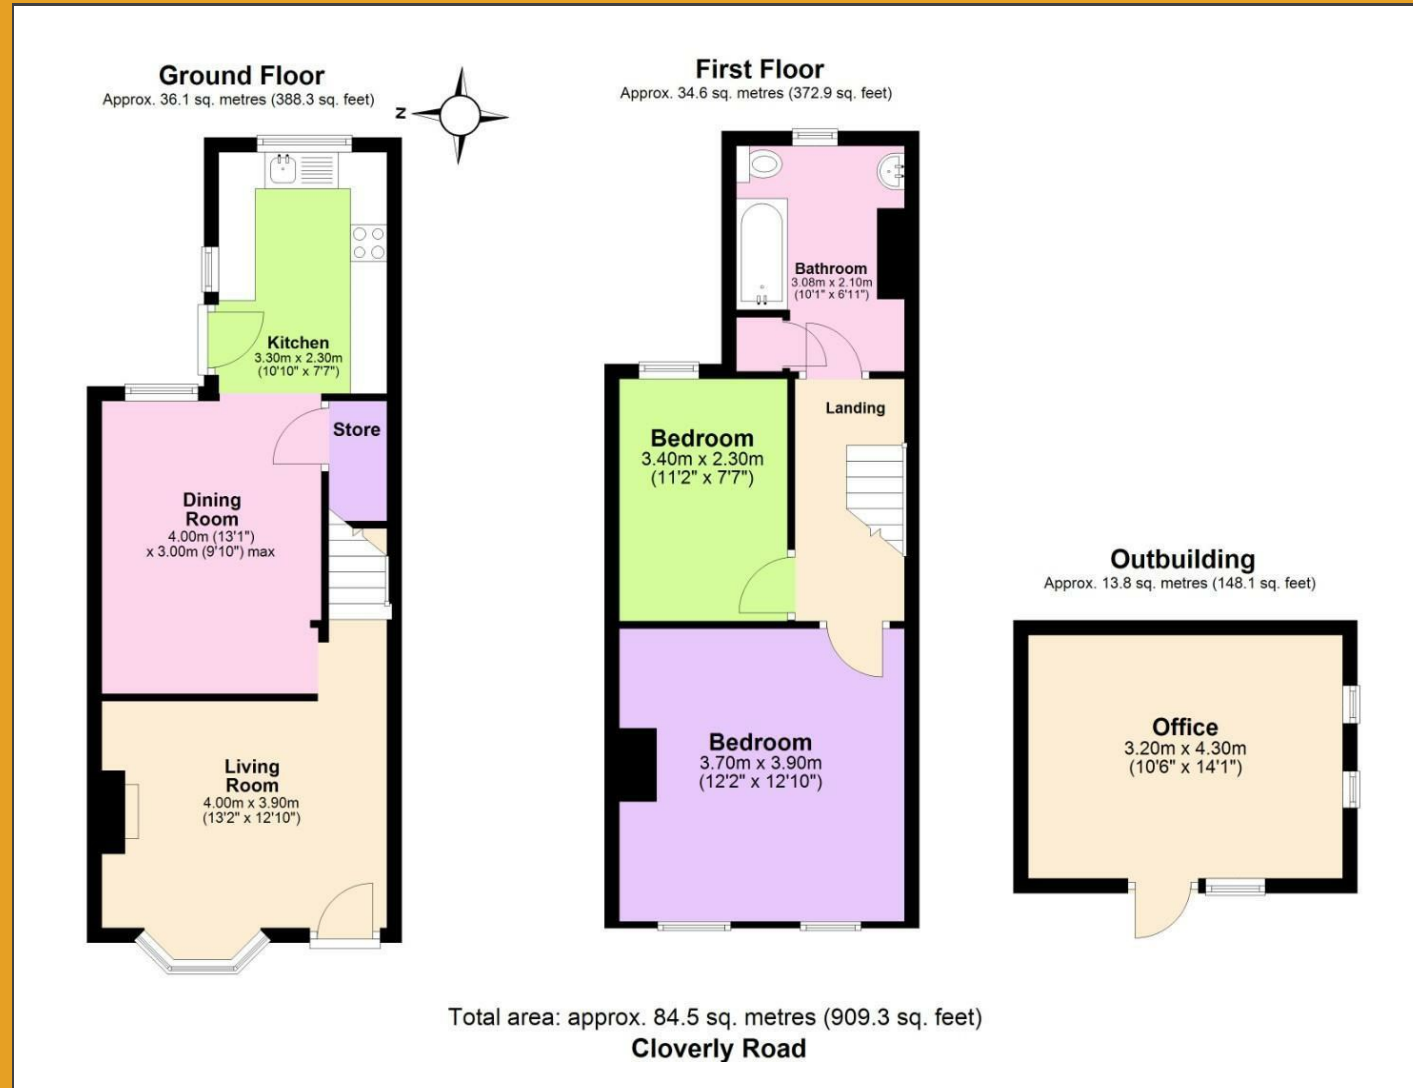 Ground Floor
Approx. 36.1 sq. metres (388.3 sq. feet)
N
Kitchen
3.30m x 2.30m
(10'10" x 7'7")
Store
Dining
Room
4.00m (13'1")
x 3.00m (9'10") max
Living
Room
4.00m x 3.90m
(13'2" x 12'10")
First Floor
Approx. 34.6 sq. metres (372.9 sq. feet)
Bathroom
3.08m x 2.10m
(10'1" x 6'11")
Landing
Bedroom
3.40m x 2.30m
(11'2" x 7'7")
Bedroom
3.70m x 3.90m
(12'2" x 12'10")
Outbuilding
Approx. 13.8 sq. metres (148.1 sq. feet)
Office
3.20m x 4.30m
(10'6" x 14'1")
Total area: approx. 84.5 sq. metres (909.3 sq. feet)
Cloverly Road